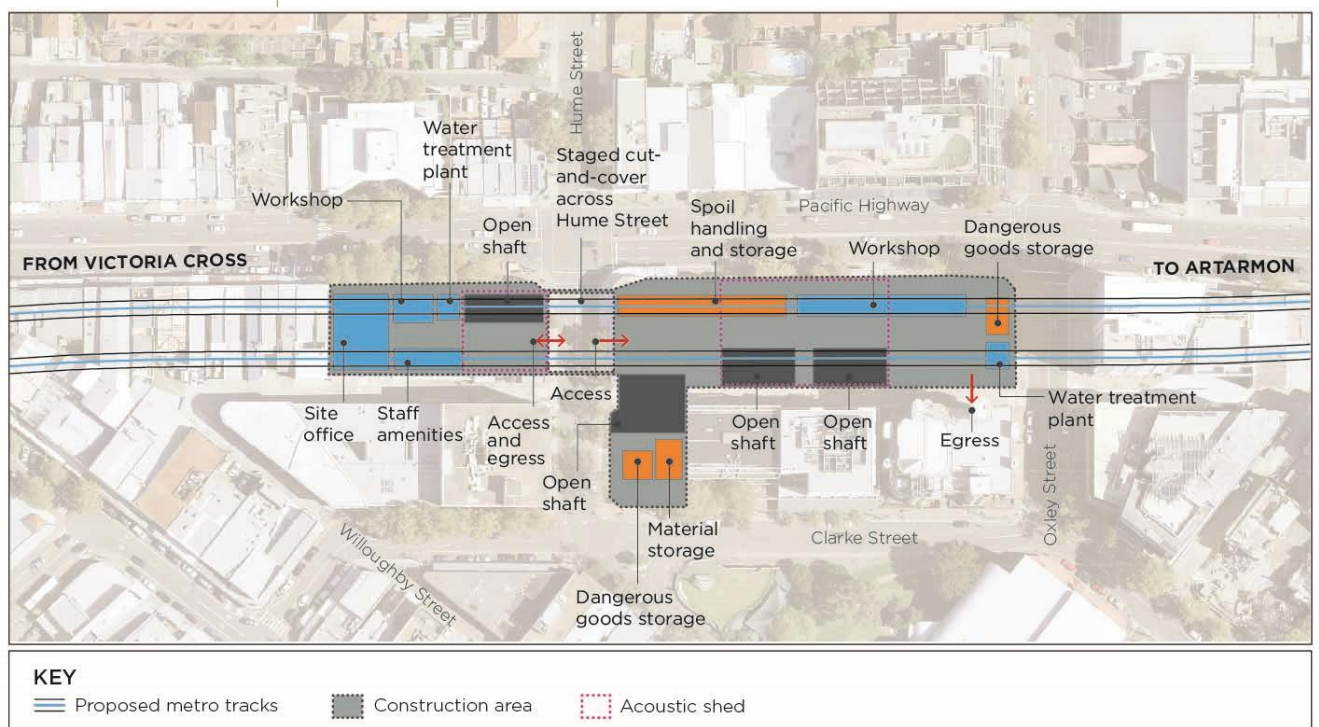 Hume Street
Water
treatment
plant
Staged cut-
and-cover
across
Hume Street
Workshop
Open
shaft
Spoil
handling
and storage
Pacific Highway
Workshop
Dangerous
goods storage
FROM VICTORIA CROSS
TO ARTARMON
Site
office
Staff
amenities
Access
and
egress
Access
Open
shaft
Open
shaft
Open
shaft
Egress
Water treatment
plant
Material
storage
Dangerous
goods storage
Willoughby Street
Clarke Street
Oxley Street
KEY
Proposed metro tracks
Construction area
Acoustic shed